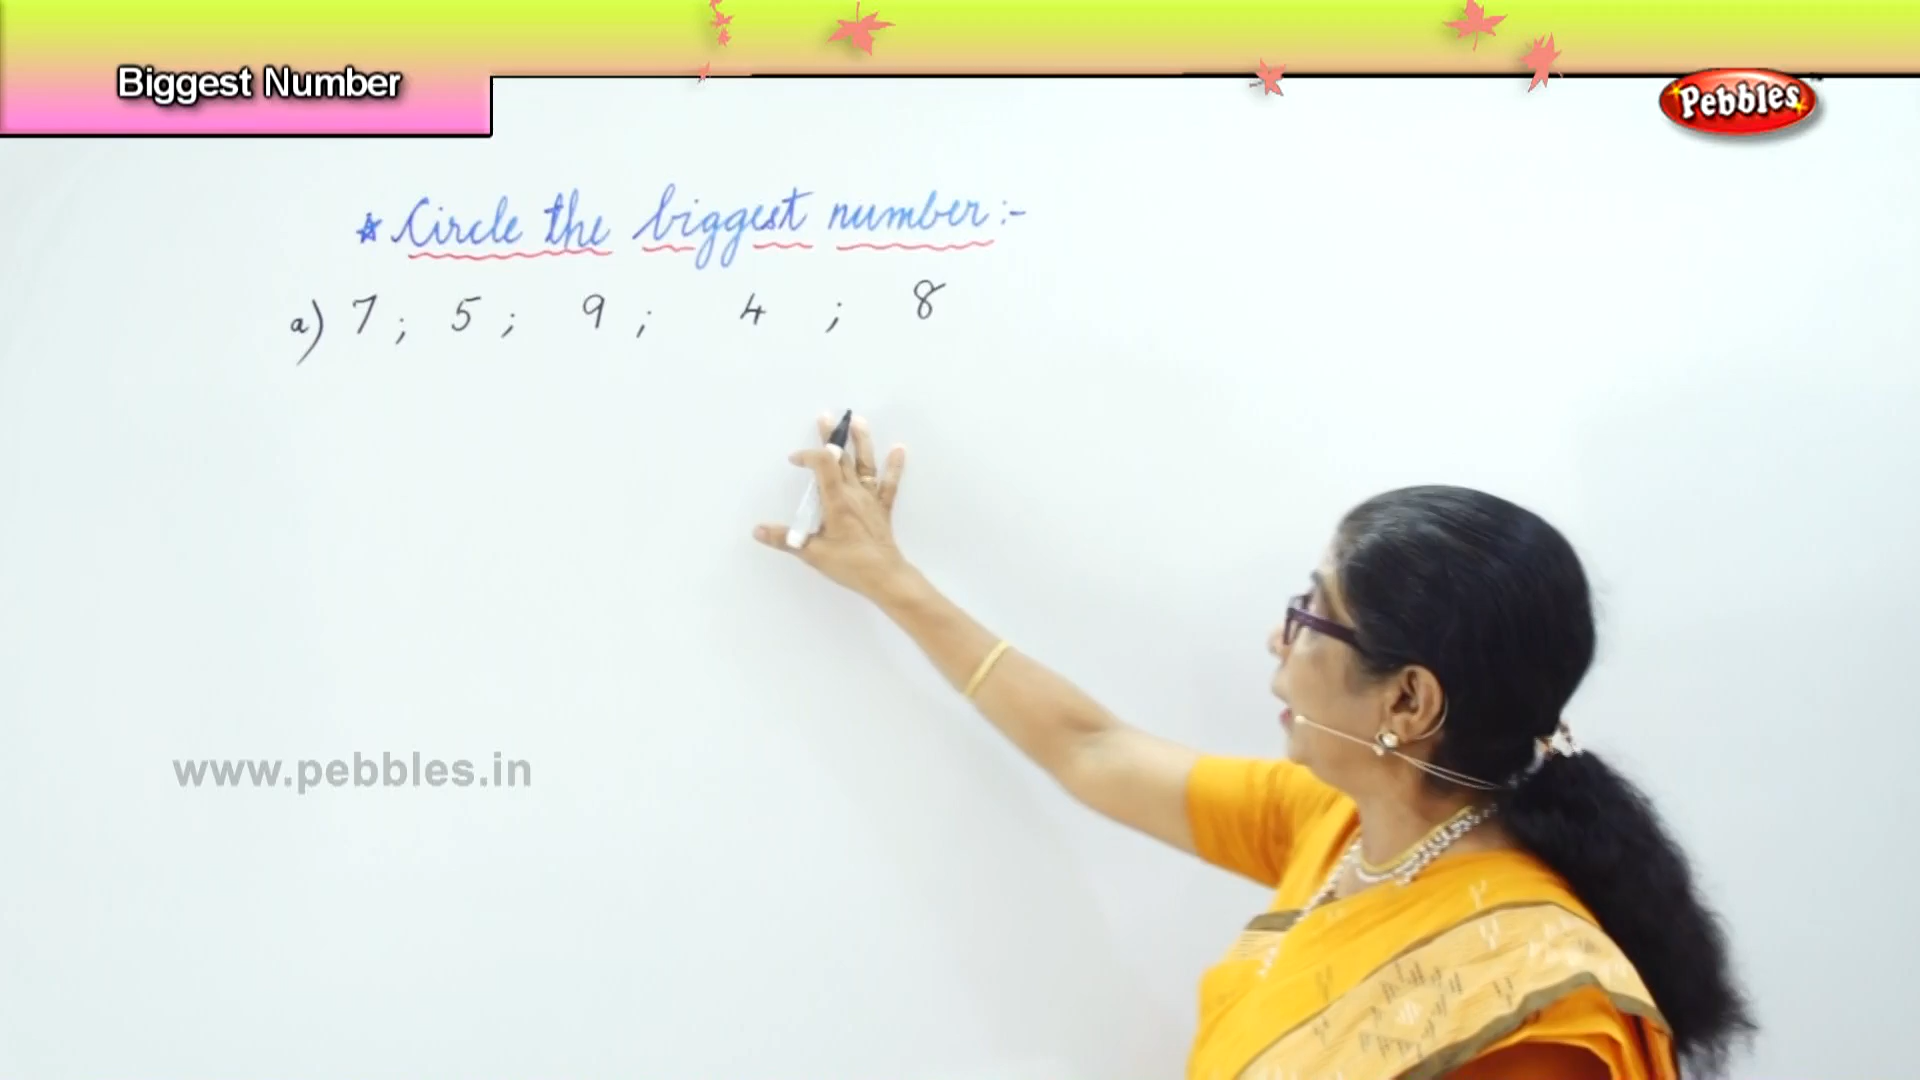 Biggest Number
Pebbles
* Circle the biggest number:-
a) 7 ; 5 ; 9 ; 4 ; 8
www.pebbles.in